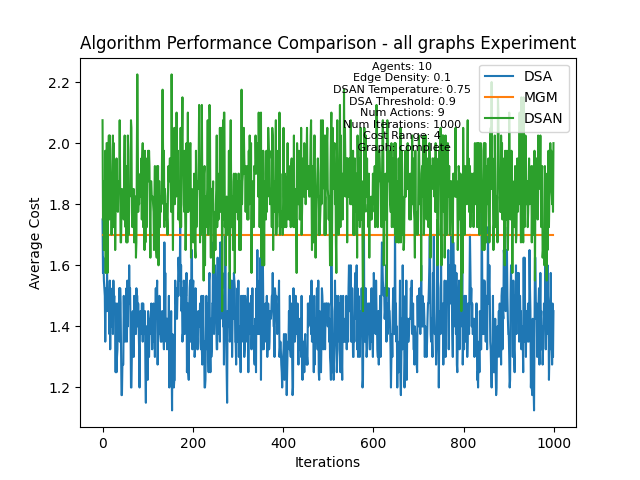 Algorithm Performance Comparison - all graphs Experiment
Agents: 10
Edge Density: 0.1
DSAN Temperature: 0.75
DSA Threshold: 0.9
Num Actions: 9
Num Iterations: 1000
Cost Range: 4
Graph: complete
DSA
MGM
DSAN
Average Cost
2.2
2.0
1.8
1.6
1.4
1.2
0
200
400
600
800
1000
Iterations